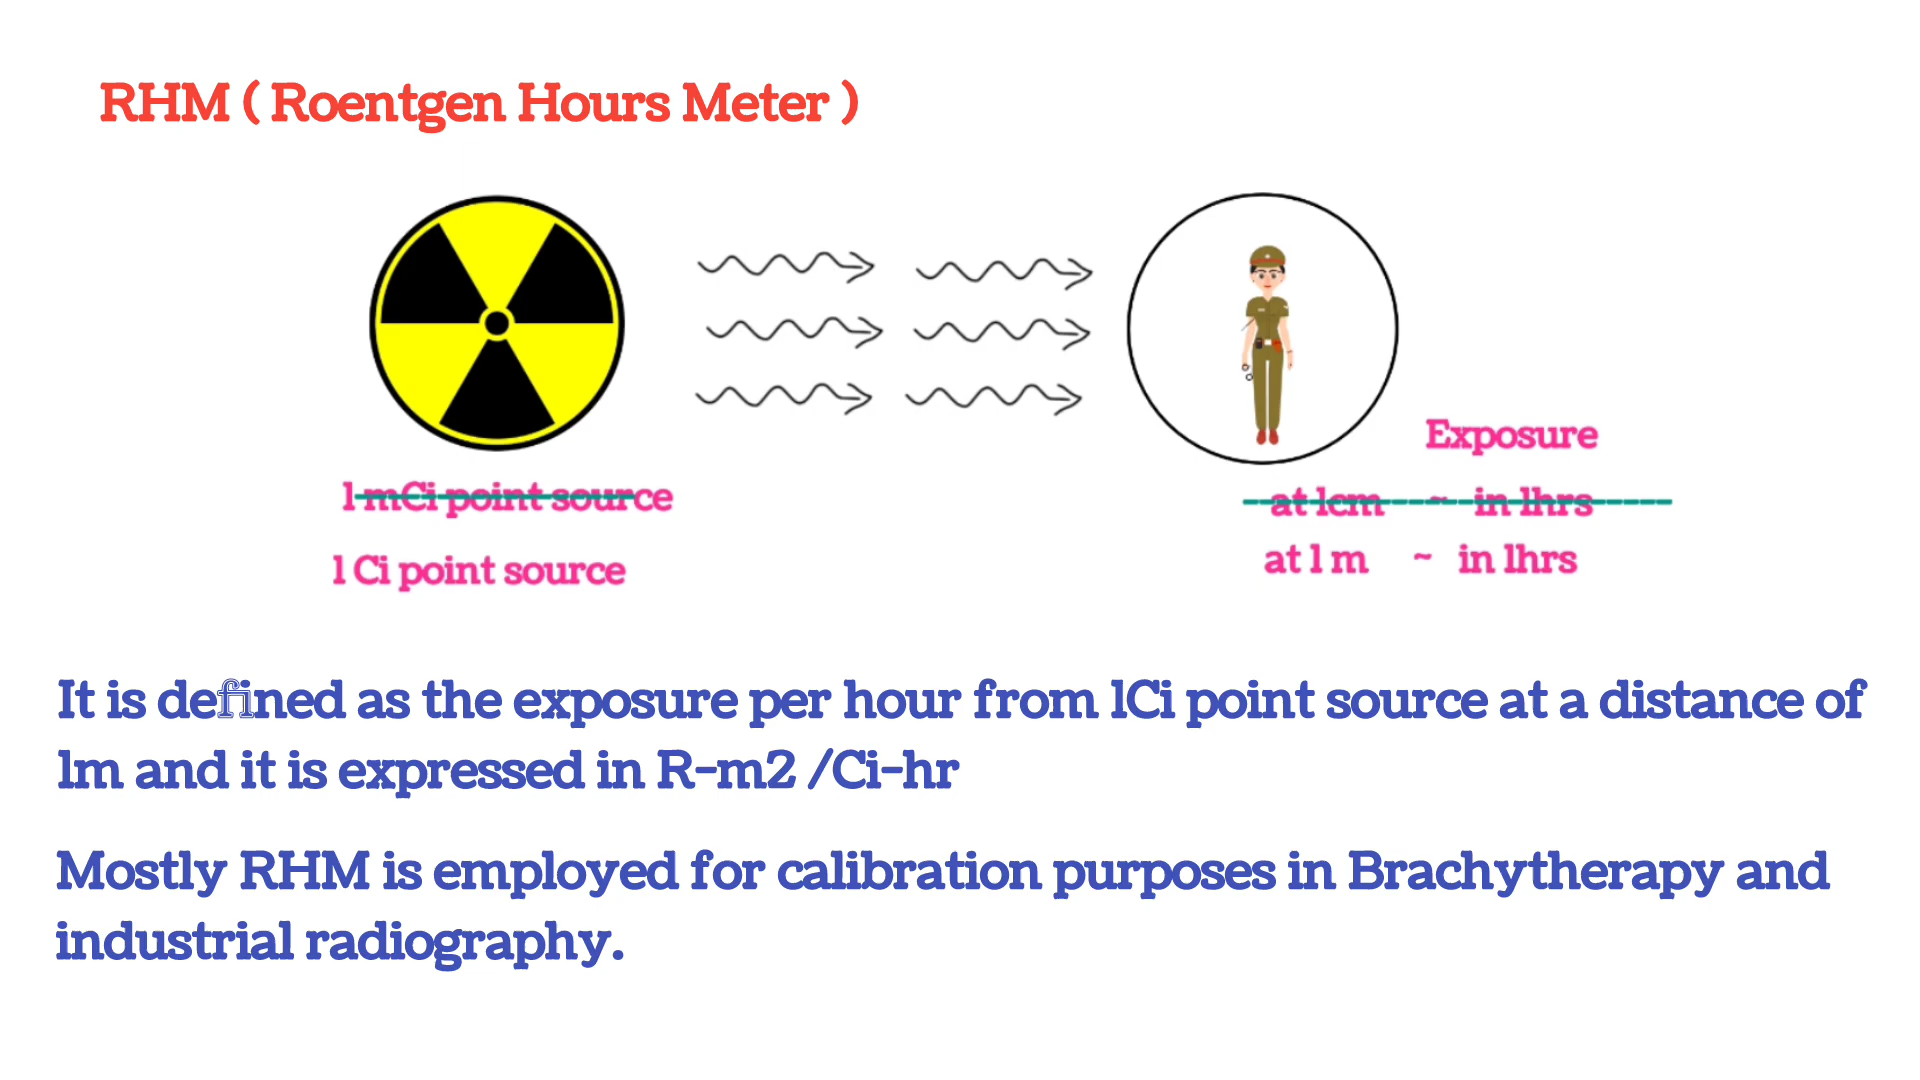 RHM ( Roentgen Hours Meter )
Exposure
1 mCi point source
at 1cm ~ in 1hrs
1 Ci point source
at 1 m ~ in 1hrs
It is defined as the exposure per hour from 1Ci point source at a distance of
1m and it is expressed in R-m2 /Ci-hr
Mostly RHM is employed for calibration purposes in Brachytherapy and
industrial radiography.